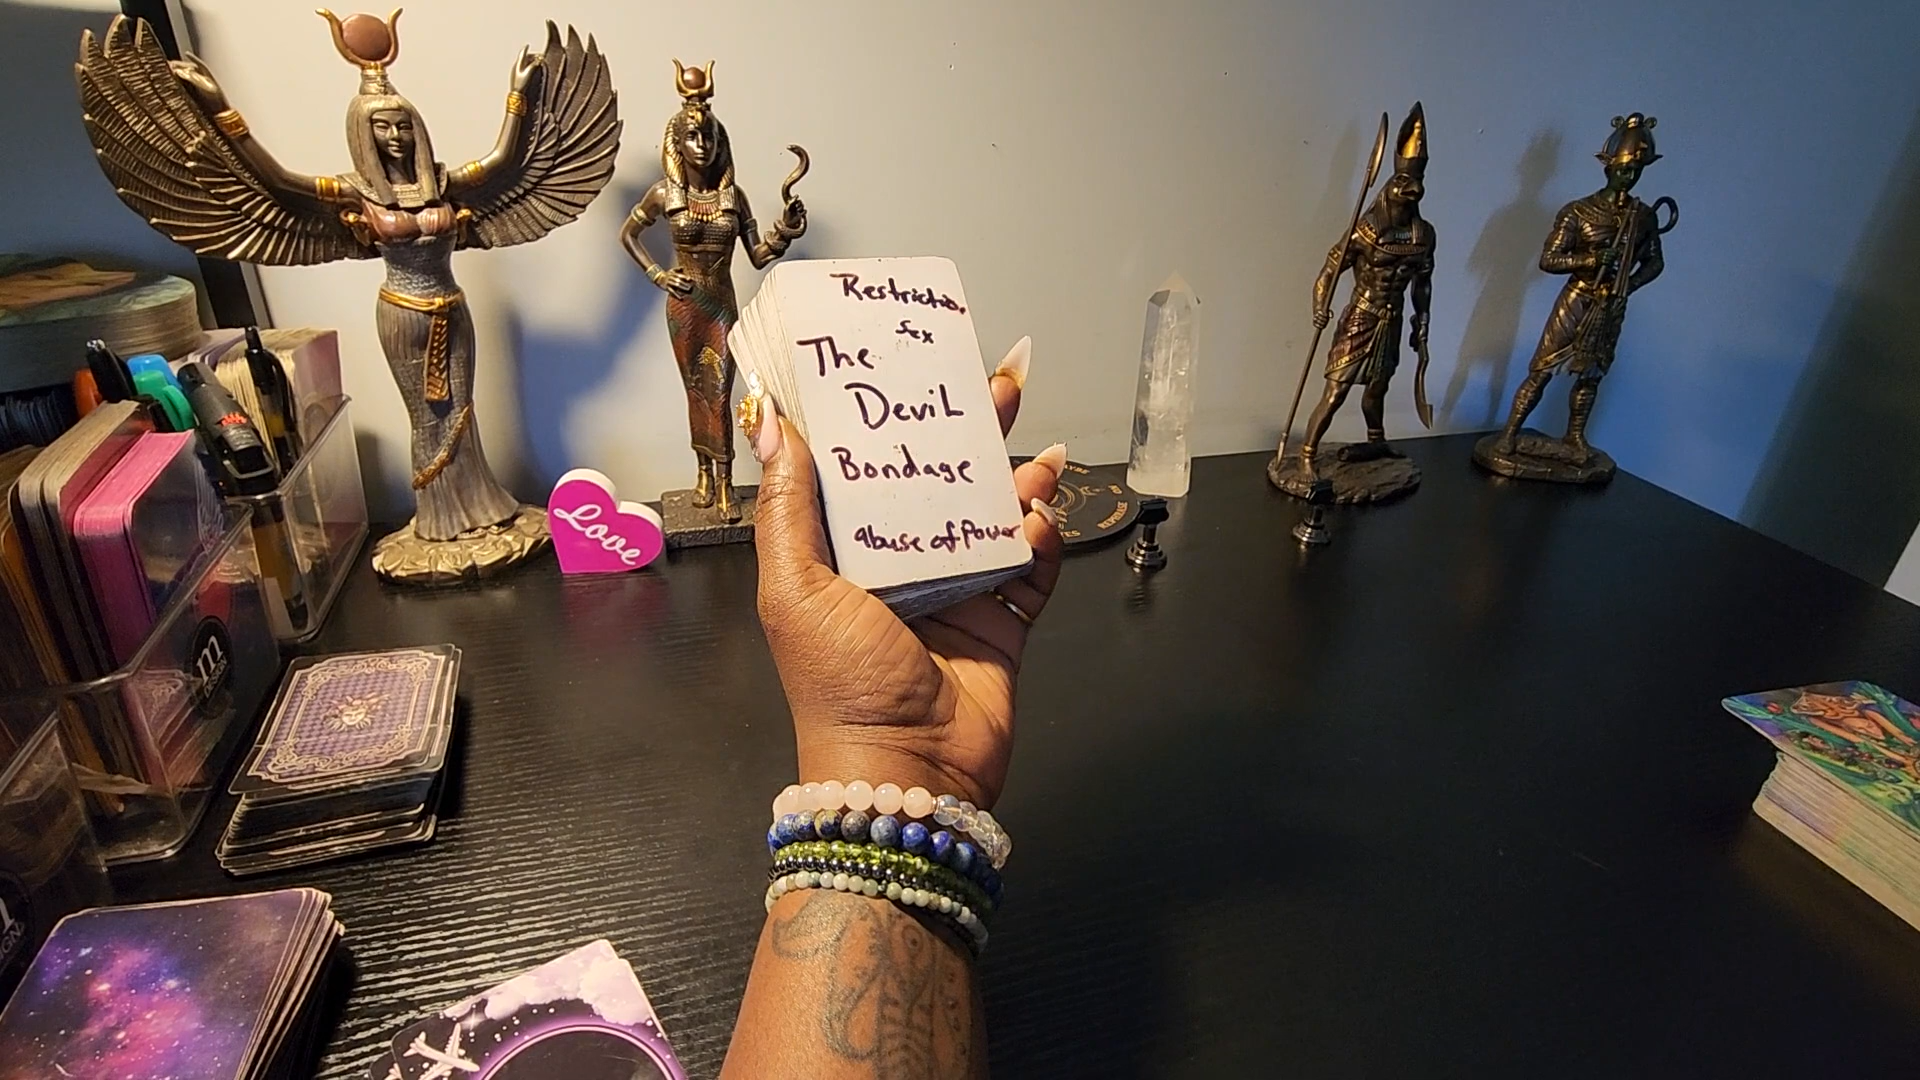 Restriction
Sex
The
Devil
Bondage
abuse of Power
Love
m